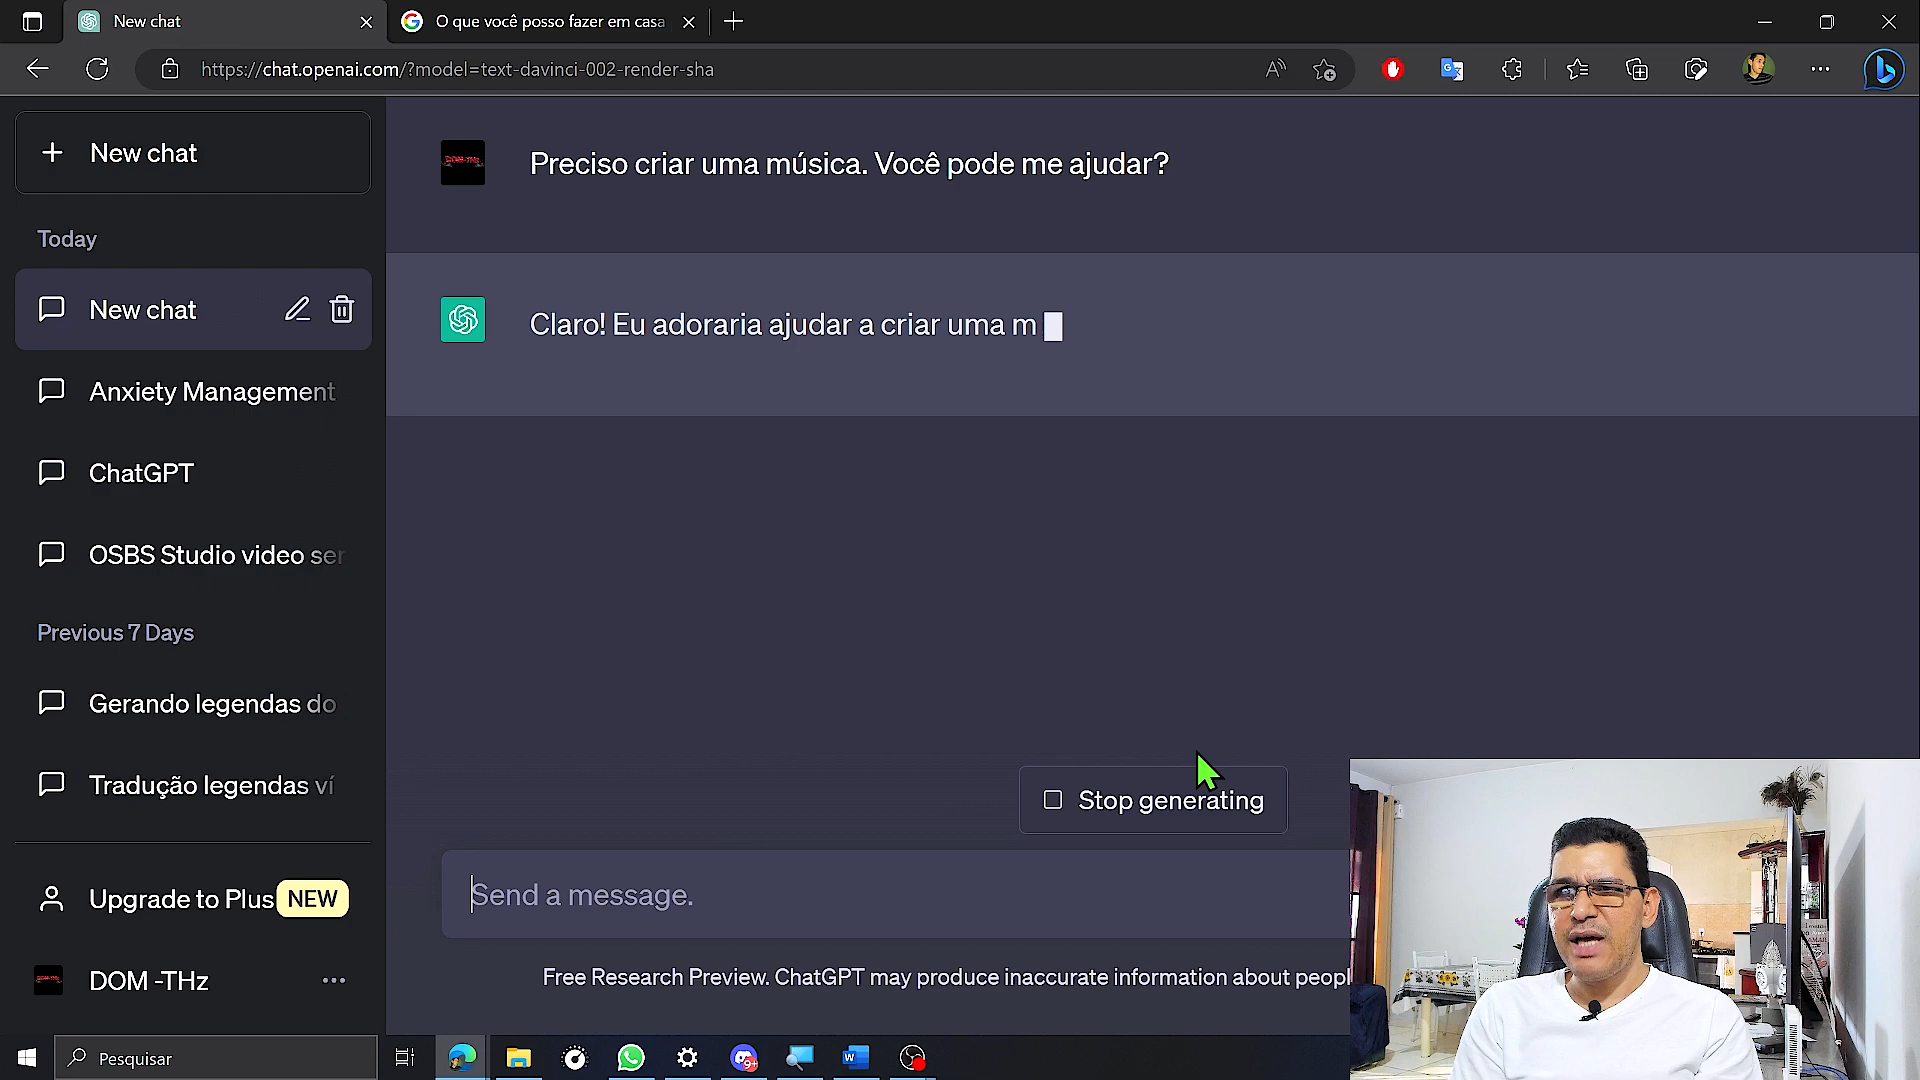 New chat
O que você posso fazer em casa
https://chat.openai.com/?model=text-davinci-002-render-sha
New chat
Today
New chat
Anxiety Management
ChatGPT
OSBS Studio video ser
Previous 7 Days
Gerando legendas do
Tradução legendas ví
Upgrade to Plus NEW
DOM -THz
Preciso criar uma música. Você pode me ajudar?
Claro! Eu adoraria ajudar a criar uma m
Stop generating
Send a message.
Free Research Preview. ChatGPT may produce inaccurate information about peopl
Pesquisar
9+